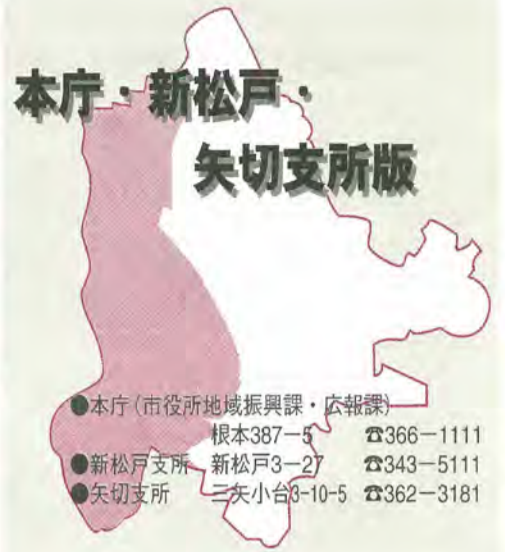 本庁・新松戸・
矢切支所版
●本庁(市役所地域振興課・広報課)
根本387−5 ☎366−1111
●新松戸支所 新松戸3−27 ☎343−5111
●矢切支所 三矢小台3-10-5 ☎362−3181